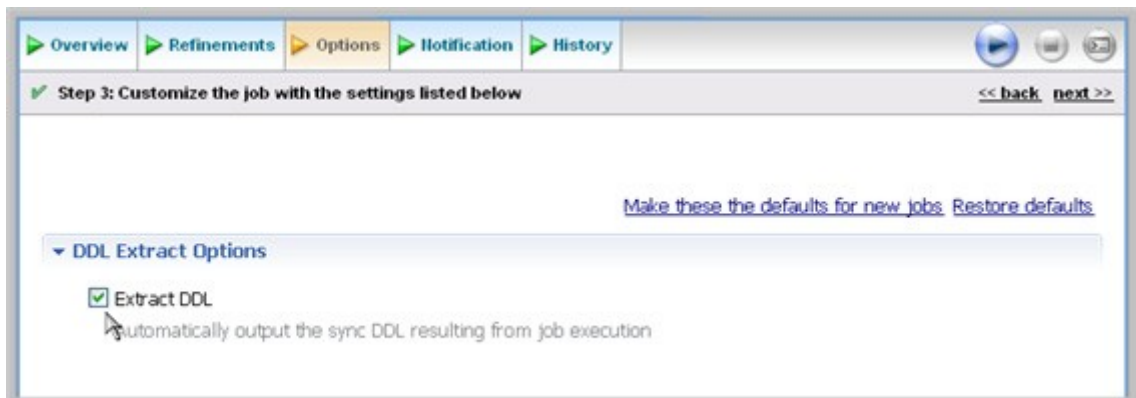 Overview Refinements Options Notification History
Step 3: Customize the job with the settings listed below << back next >>
Make these the defaults for new jobs Restore defaults
DDL Extract Options
Extract DDL
Automatically output the sync DDL resulting from job execution